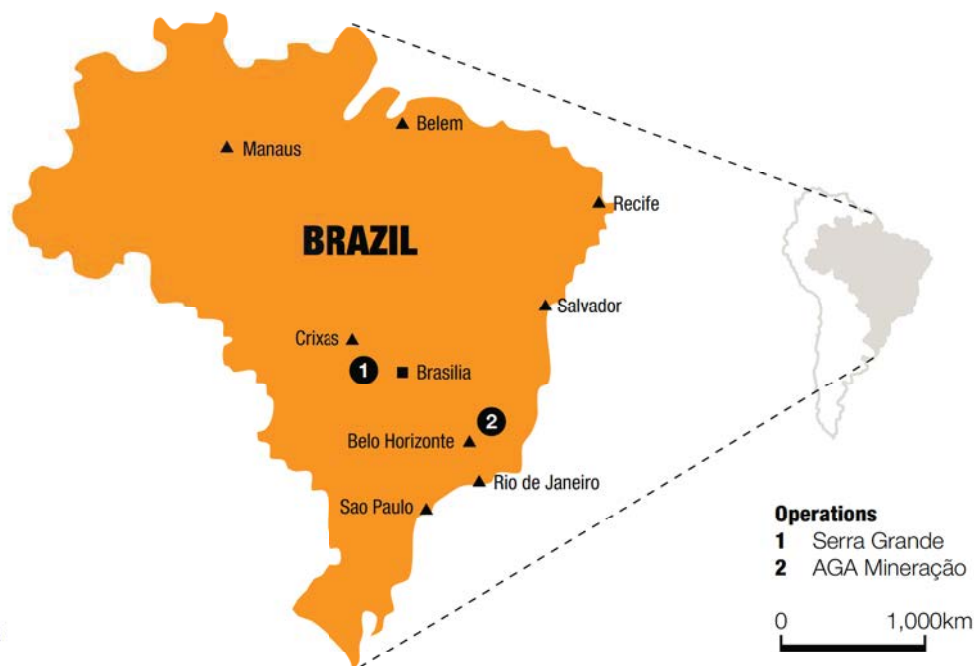 Belem
Manaus
Recife
BRAZIL
Salvador
Crixas
1
Brasilia
2
Belo Horizonte
Rio de Janeiro
Sao Paulo
Operations
1 Serra Grande
2 AGA Mineração
0 1,000km